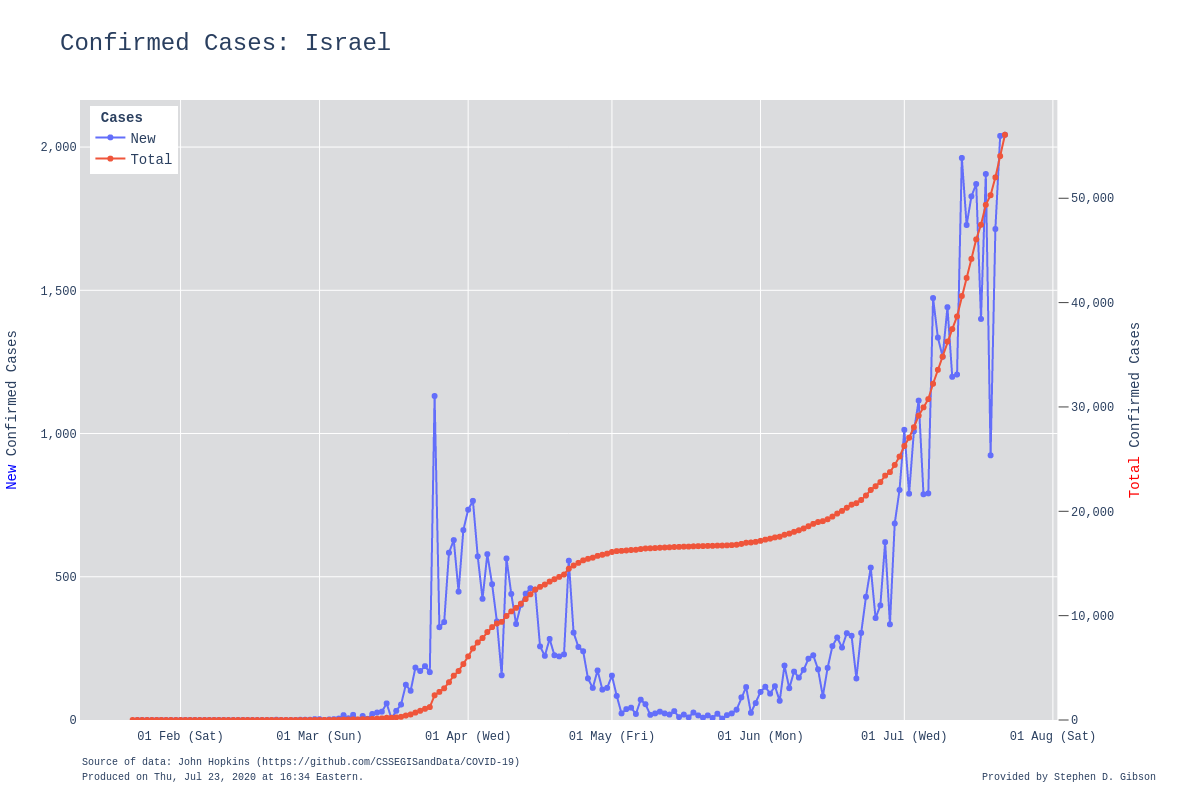 Confirmed Cases: Israel
Cases
New
Total
2,000
1,500
1,000
500
0
50,000
40,000
30,000
20,000
10,000
0
New Confirmed Cases
Total Confirmed Cases
01 Feb (Sat)
01 Mar (Sun)
01 Apr (Wed)
01 May (Fri)
01 Jun (Mon)
01 Jul (Wed)
01 Aug (Sat)
Source of data: John Hopkins (https://github.com/CSSEGISandData/COVID-19)
Produced on Thu, Jul 23, 2020 at 16:34 Eastern.
Provided by Stephen D. Gibson